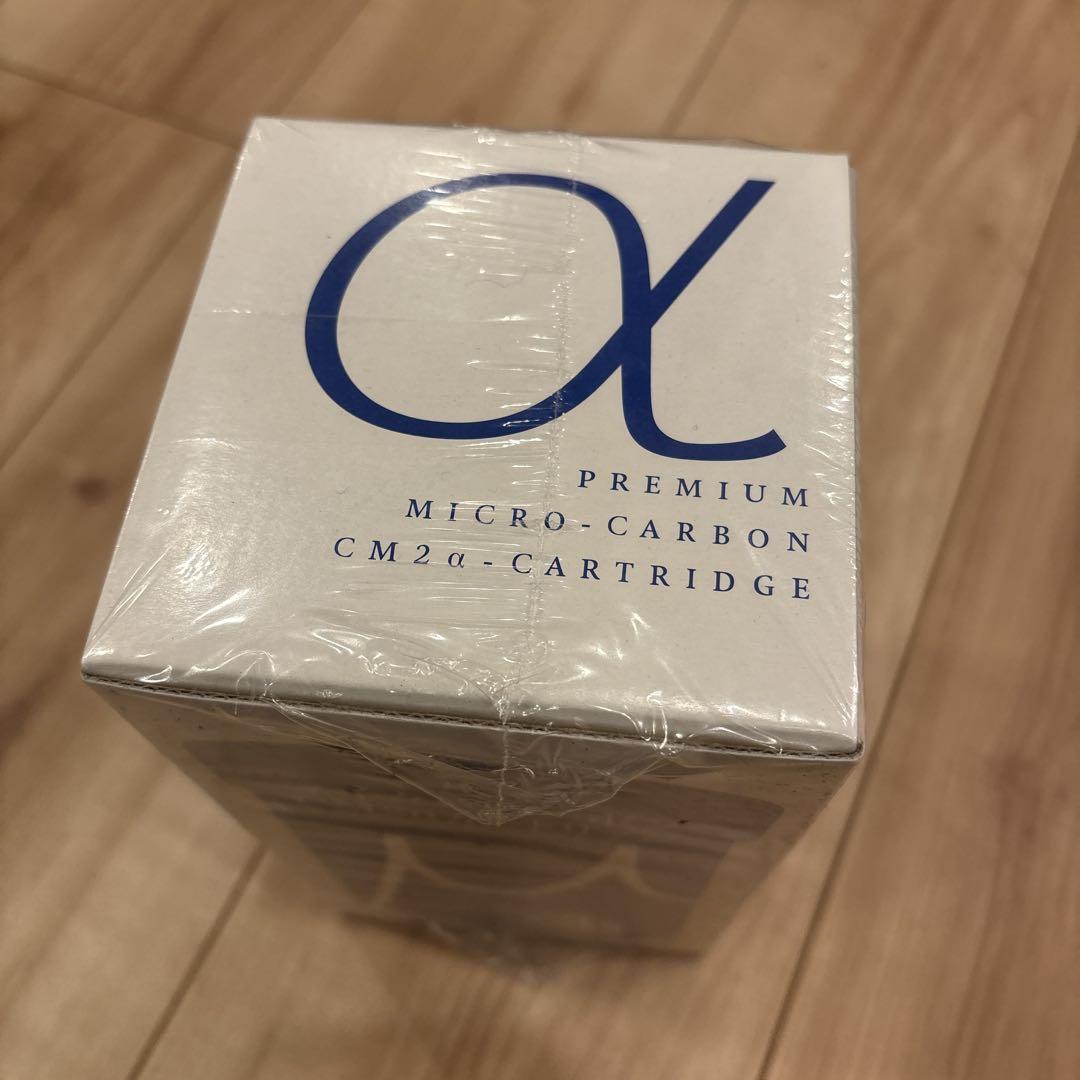 α
PREMIUM
MICRO-CARBON
CM2α-CARTRIDGE